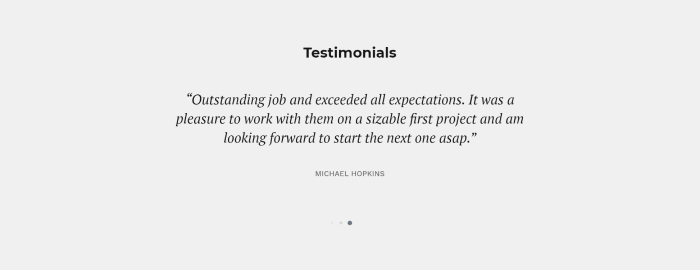 Testimonials
“Outstanding job and exceeded all expectations. It was a
pleasure to work with them on a sizable first project and am
looking forward to start the next one asap.”
MICHAEL HOPKINS